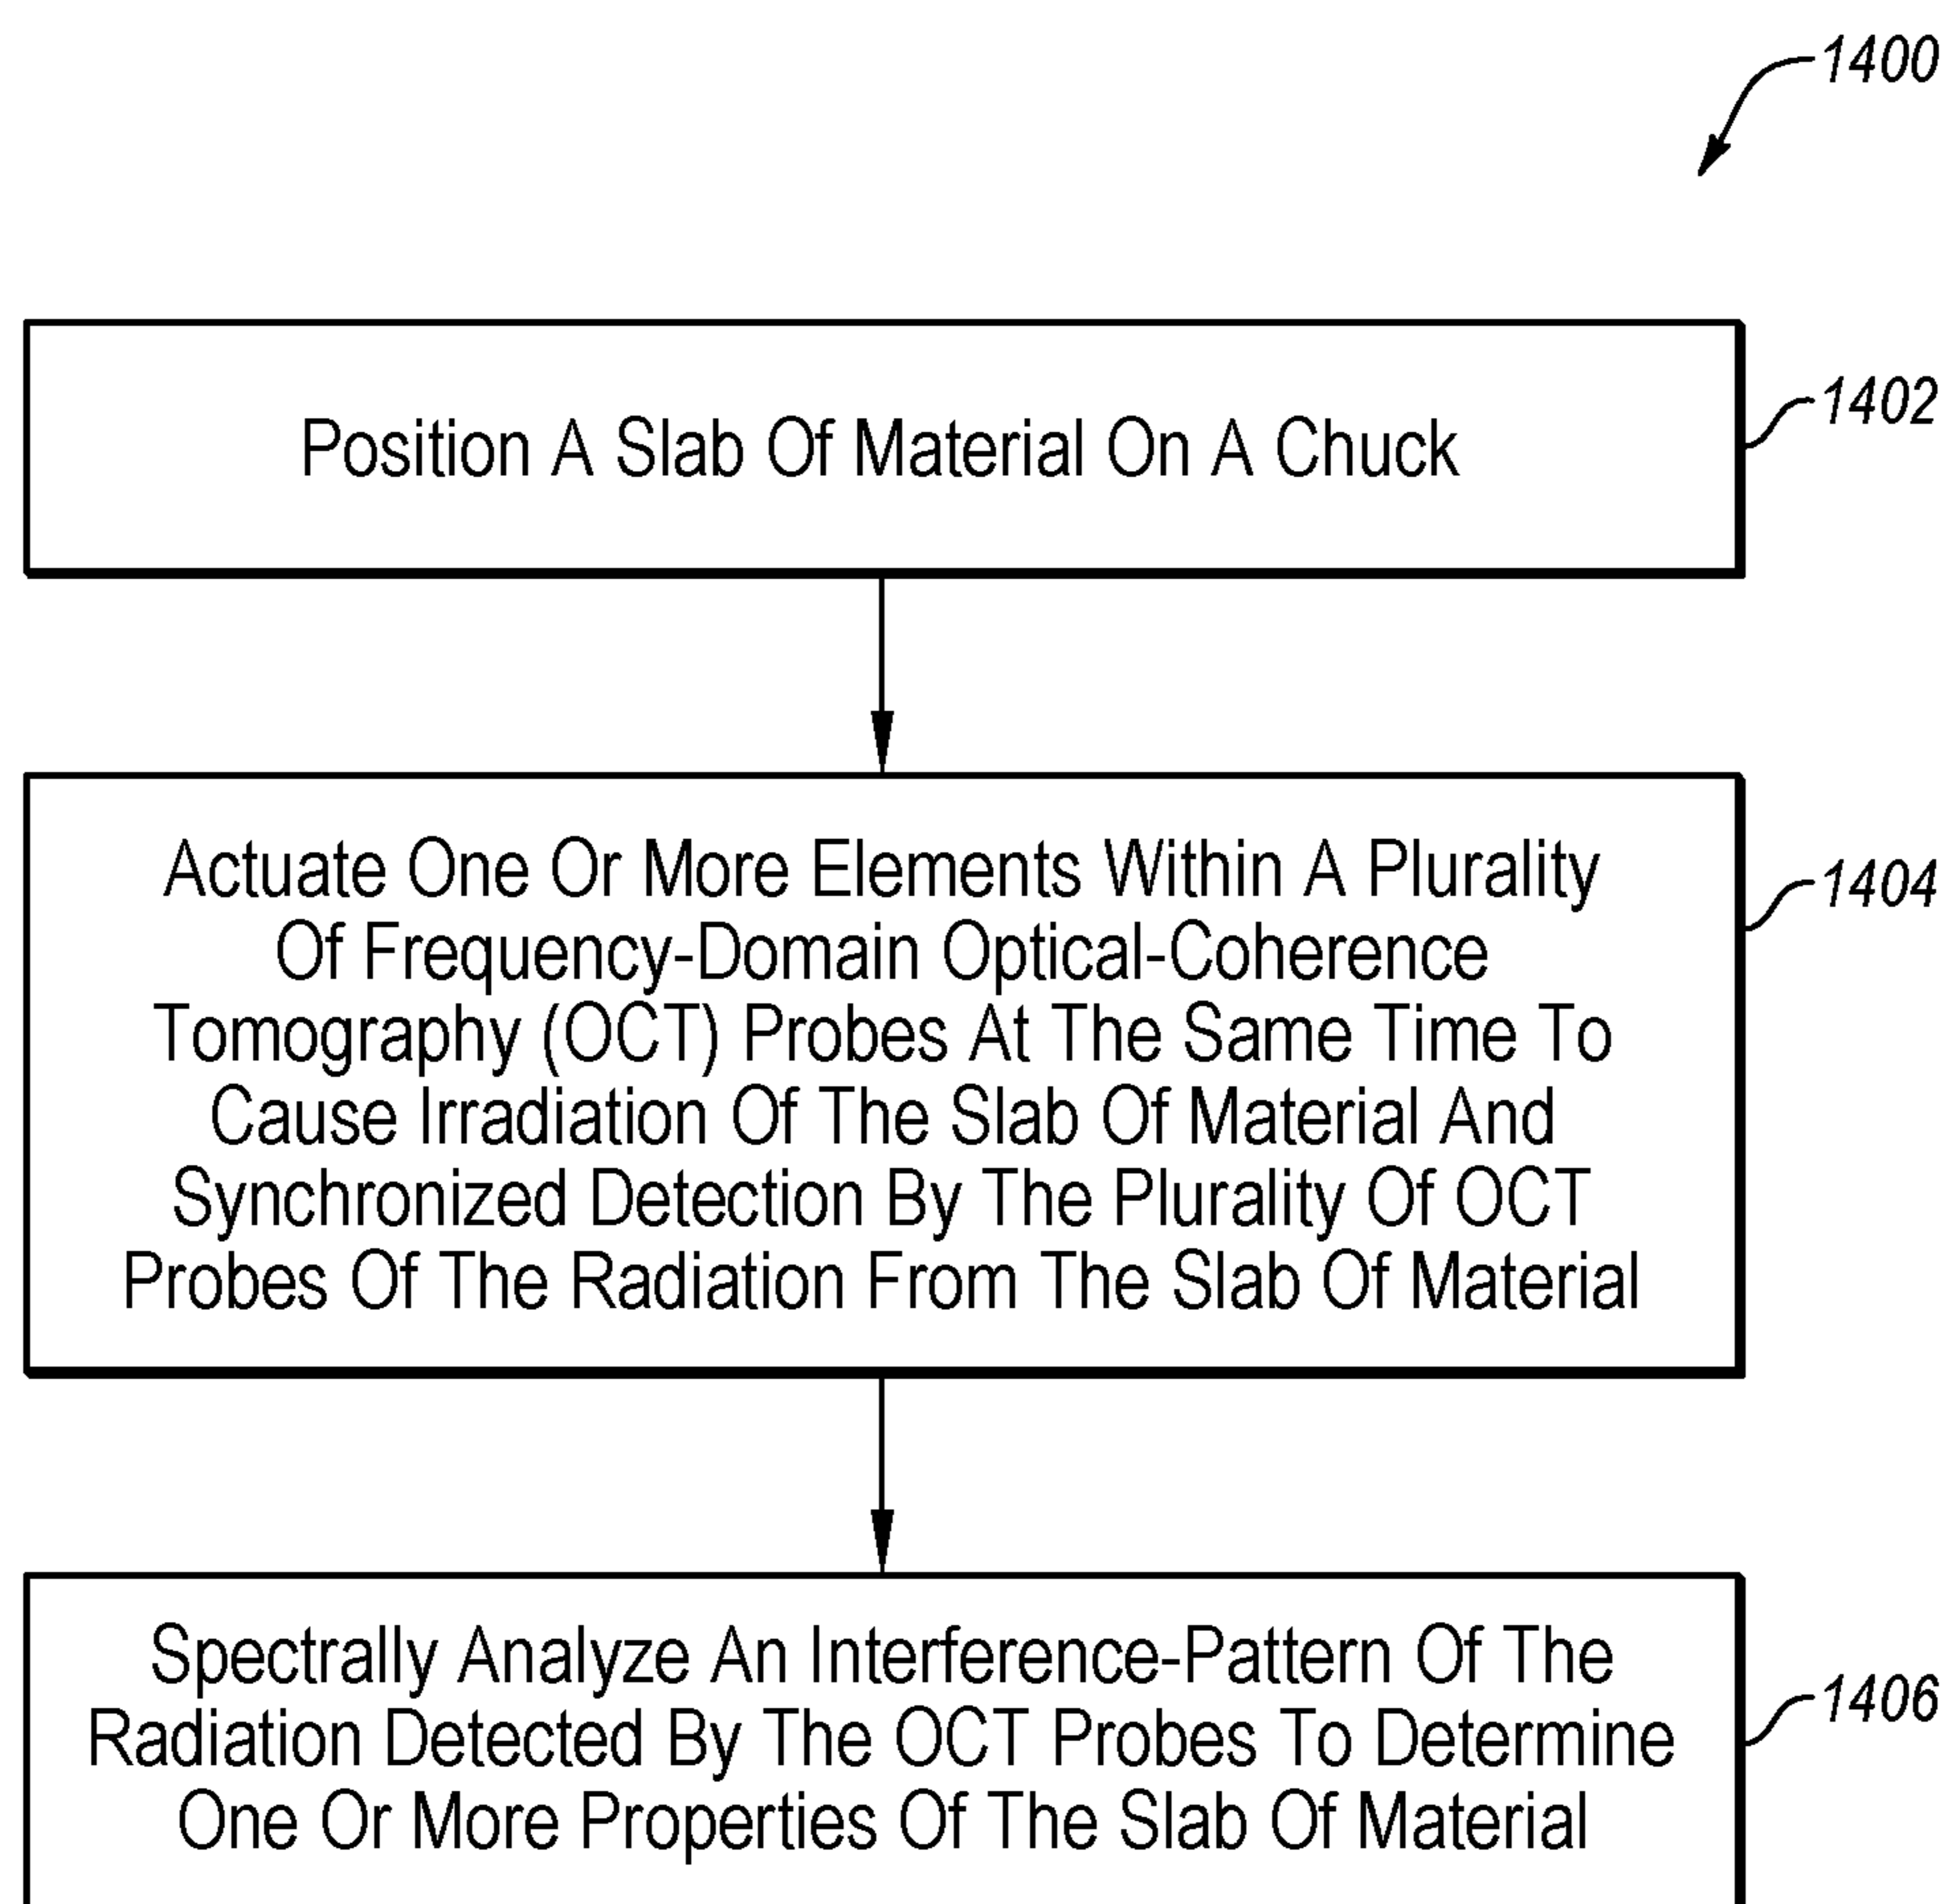 1400
Position A Slab Of Material On A Chuck
1402
Actuate One Or More Elements Within A Plurality
Of Frequency-Domain Optical-Coherence
Tomography (OCT) Probes At The Same Time To
Cause Irradiation Of The Slab Of Material And
Synchronized Detection By The Plurality Of OCT
Probes Of The Radiation From The Slab Of Material
1404
Spectrally Analyze An Interference-Pattern Of The
Radiation Detected By The OCT Probes To Determine
One Or More Properties Of The Slab Of Material
1406